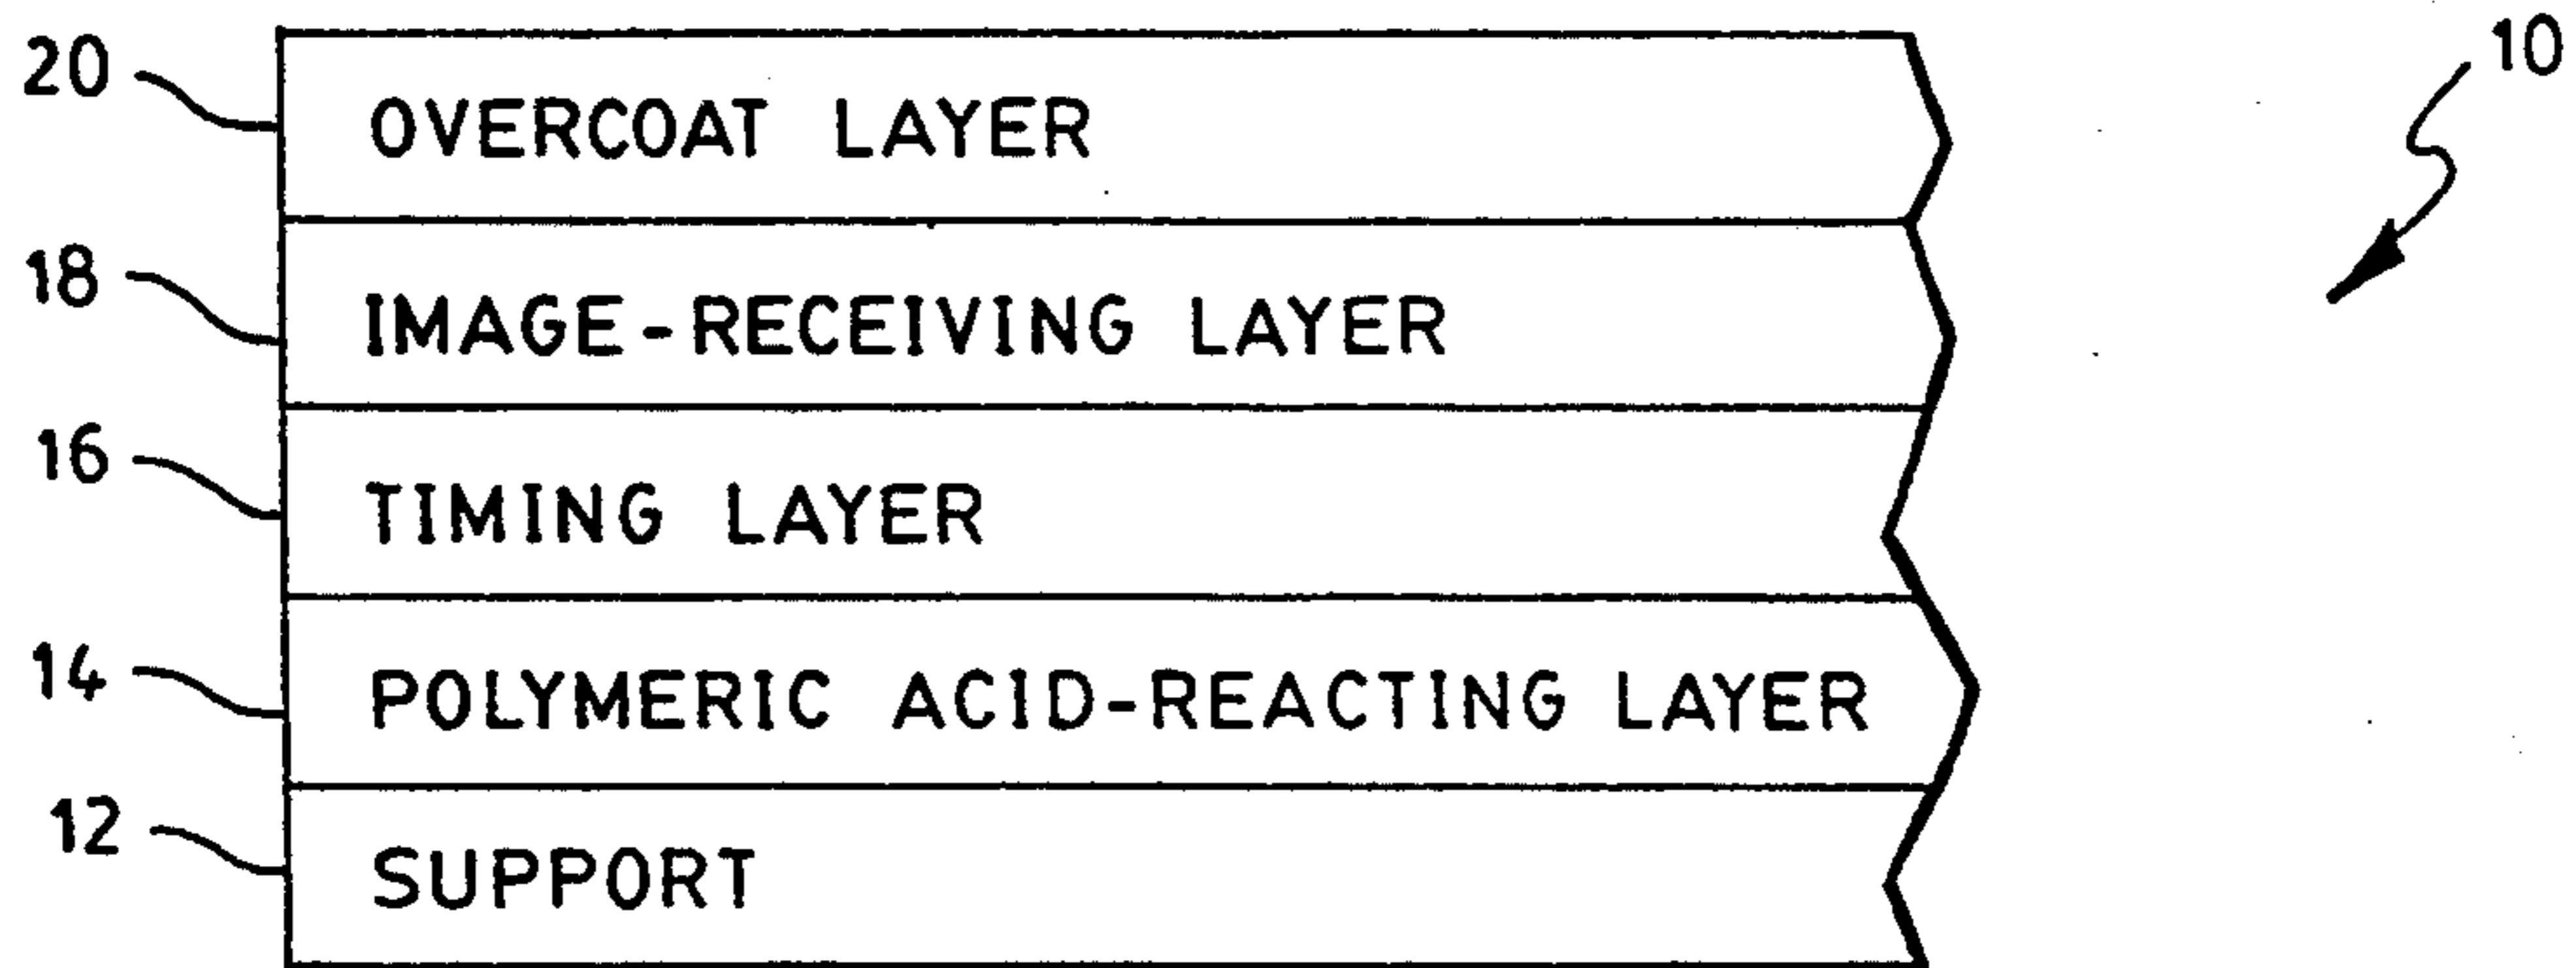 10
20 OVERCOAT LAYER
18 IMAGE-RECEIVING LAYER
16 TIMING LAYER
14 POLYMERIC ACID-REACTING LAYER
12 SUPPORT